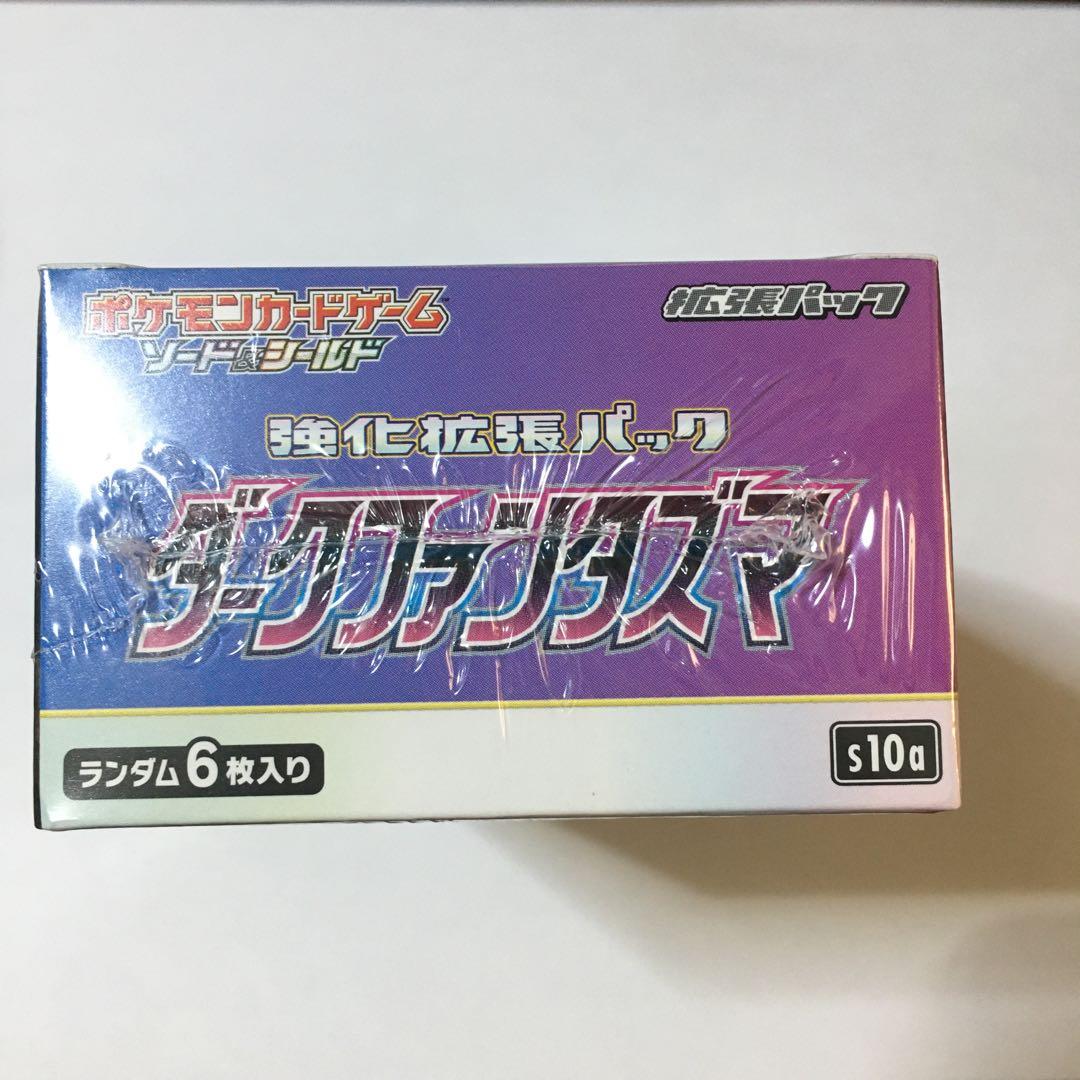 ポケモンカードゲーム™
ソード&シールド
拡張パック
強化拡張パック
ダークファンタズマ
ランダム6枚入り
s10a